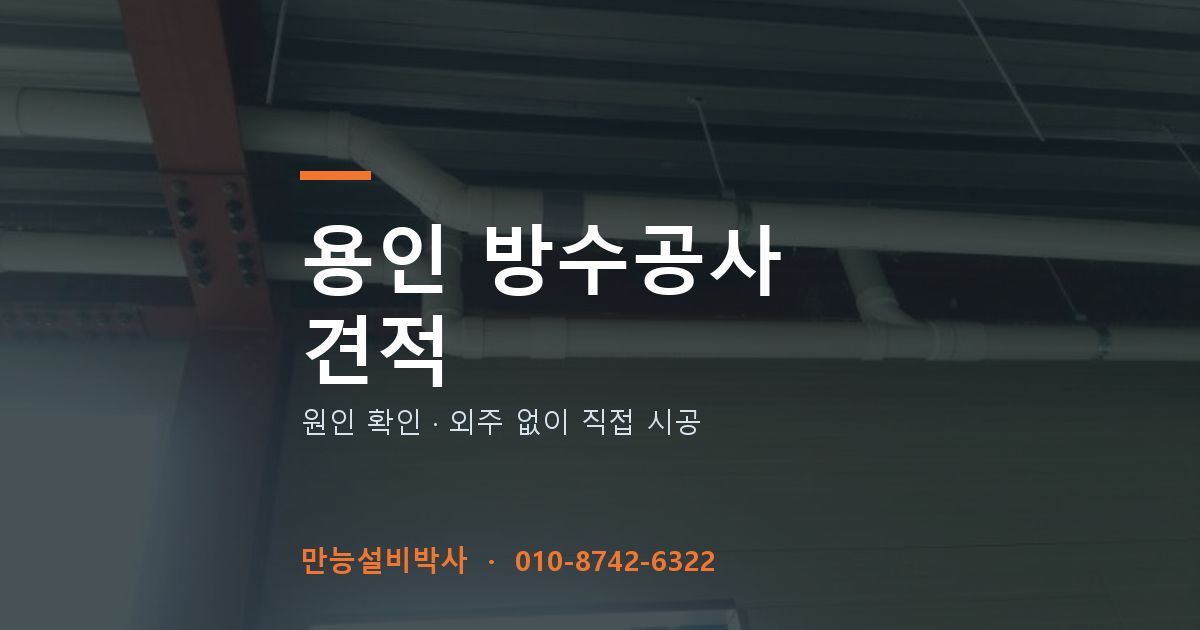 용인 방수공사
견적
원인 확인 · 외주 없이 직접 시공
만능설비박사 · 010-8742-6322